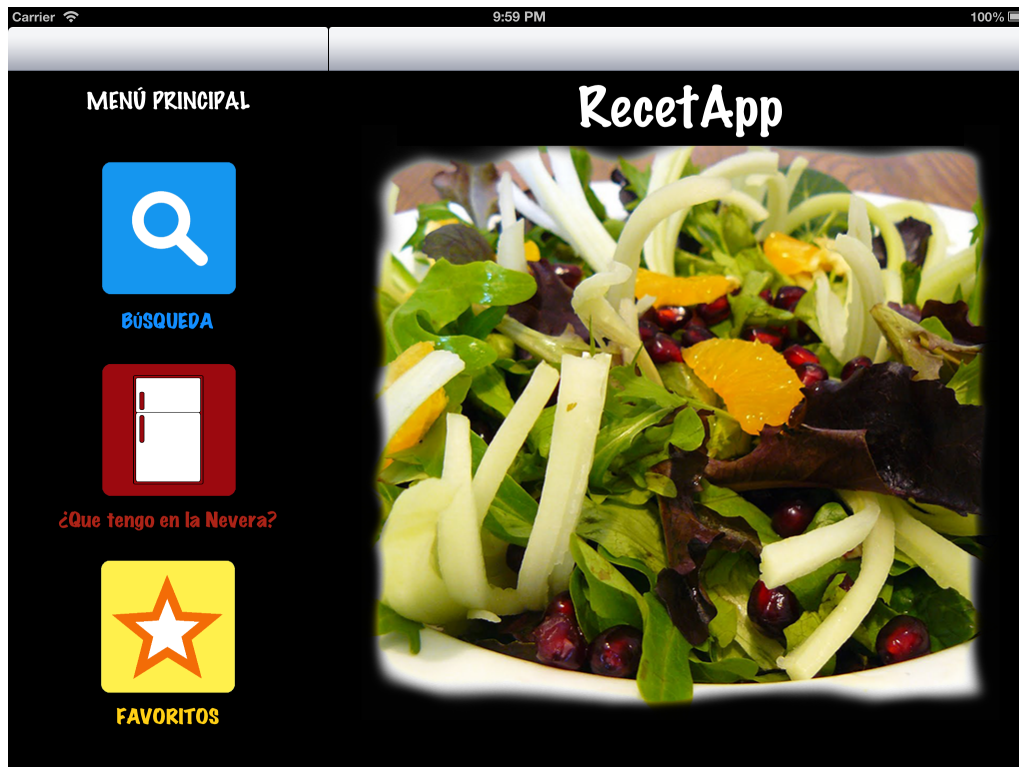 Carrier 9:59 PM 100%
MENÚ PRINCIPAL
RecetApp
BÚSQUEDA
¿Que tengo en la Nevera?
FAVORITOS